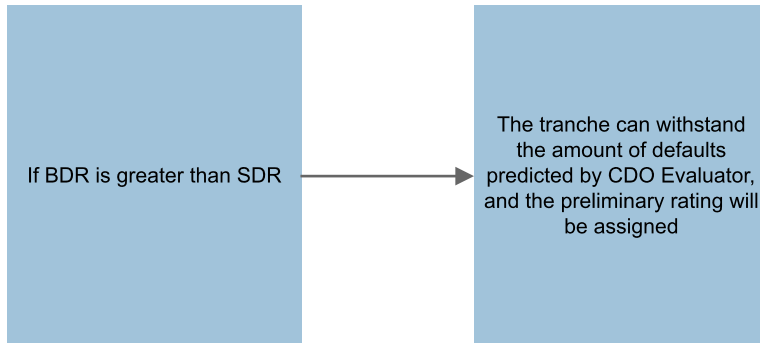 If BDR is greater than SDR
The tranche can withstand
the amount of defaults
predicted by CDO Evaluator,
and the preliminary rating will
be assigned